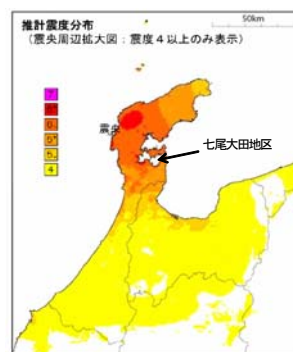 推計震度分布
(震央周辺拡大図：震度４以上のみ表示)
50km
7
6+
6-
5+
5-
4
震央
七尾大田地区